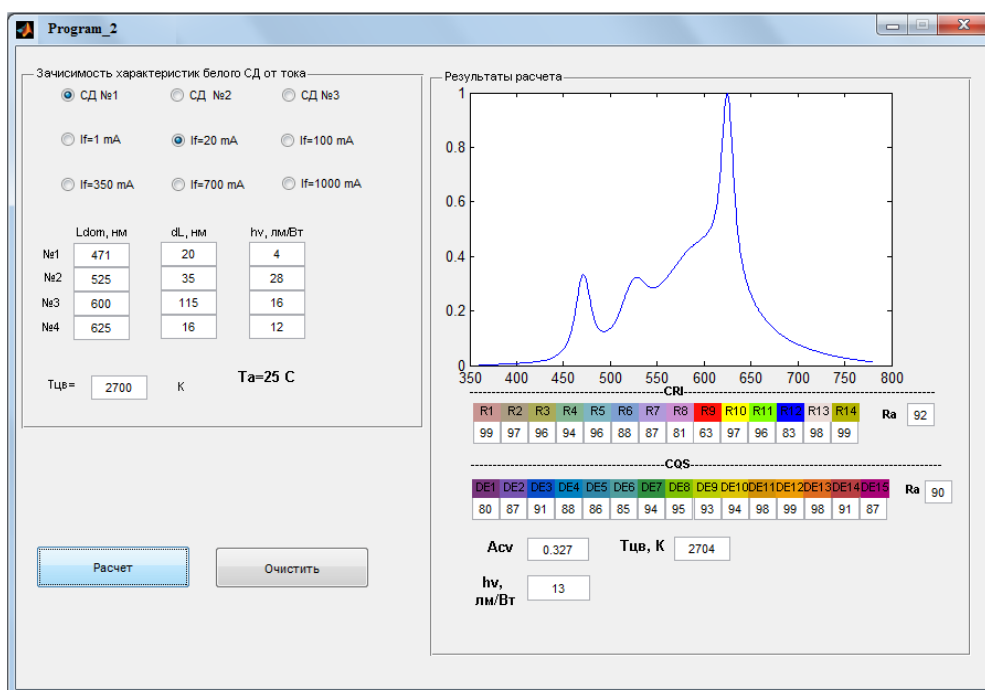 Program_2
Зачисимость характеристик белого СД от тока
СД №1 СД №2 СД №3
If=1 mA If=20 mA If=100 mA
If=350 mA If=700 mA If=1000 mA
Ldom, нм dL, нм hv, лм/Вт
№1 471 20 4
№2 525 35 28
№3 600 115 16
№4 625 16 12
Тцв= 2700 К Ta=25 C
Расчет Очистить
Результаты расчета
1
0.8
0.6
0.4
0.2
0
350 400 450 500 550 600 650 700 750 800
CRI
R1 R2 R3 R4 R5 R6 R7 R8 R9 R10 R11 R12 R13 R14
99 97 96 94 96 88 87 81 63 97 96 83 98 99
Ra 92
CQS
DE1 DE2 DE3 DE4 DE5 DE6 DE7 DE8 DE9 DE10 DE11 DE12 DE13 DE14 DE15
80 87 91 88 86 85 94 95 93 94 98 99 98 91 87
Ra 90
Acv 0.327 Тцв, К 2704
hv,
лм/Вт 13